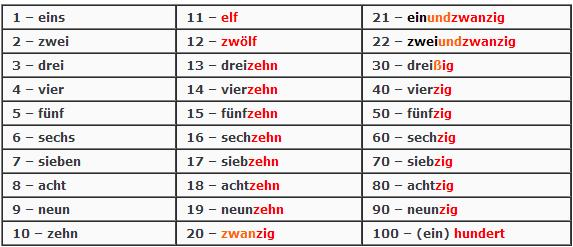 1 – eins 11 – elf 21 – einundzwanzig
2 – zwei 12 – zwölf 22 – zweiundzwanzig
3 – drei 13 – dreizehn 30 – dreißig
4 – vier 14 – vierzehn 40 – vierzig
5 – fünf 15 – fünfzehn 50 – fünfzig
6 – sechs 16 – sechzehn 60 – sechzig
7 – sieben 17 – siebzehn 70 – siebzig
8 – acht 18 – achtzehn 80 – achtzig
9 – neun 19 – neunzehn 90 – neunzig
10 – zehn 20 – zwanzig 100 – (ein) hundert